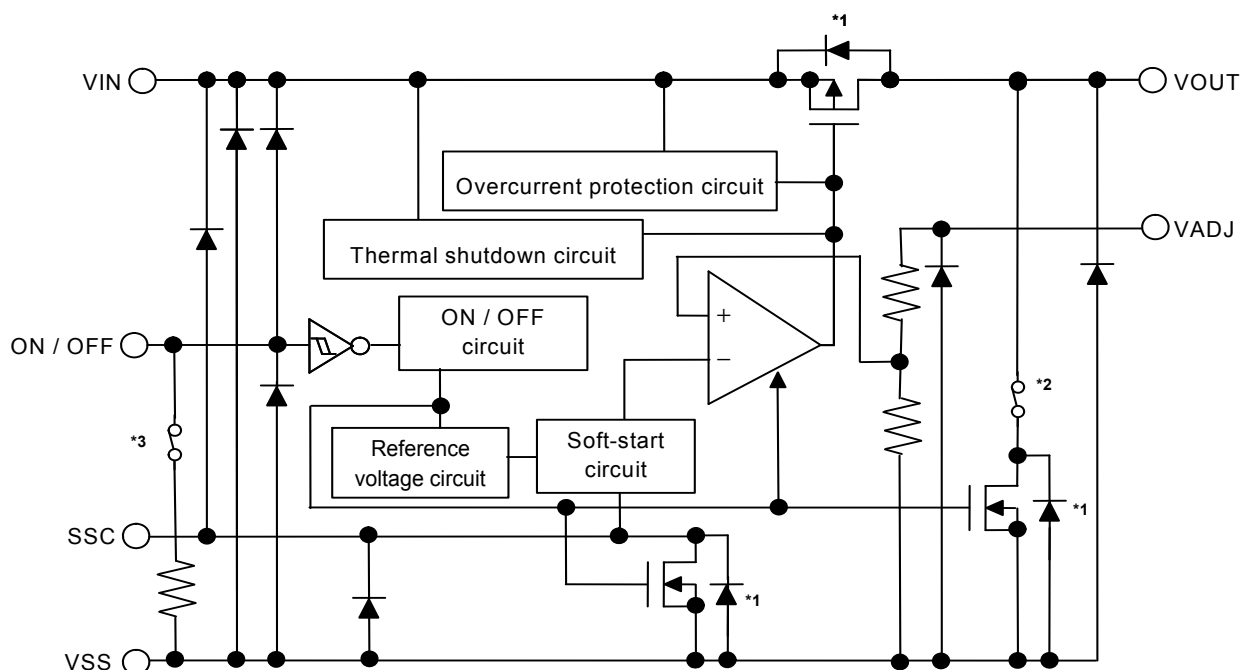 *1
VIN
VOUT
Overcurrent protection circuit
VADJ
Thermal shutdown circuit
+
ON / OFF
circuit
ON / OFF
−
*2
*3
Reference
voltage circuit
Soft-start
circuit
*1
SSC
*1
VSS